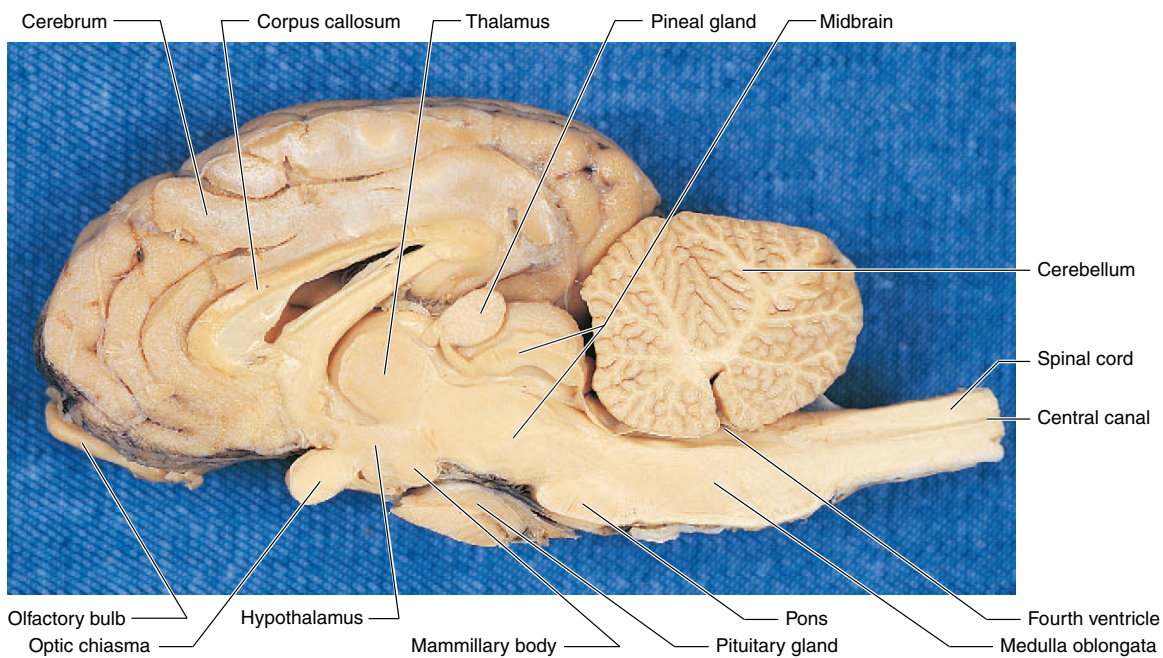 Cerebrum
Corpus callosum
Thalamus
Pineal gland
Midbrain
Cerebellum
Spinal cord
Central canal
Olfactory bulb
Hypothalamus
Pons
Fourth ventricle
Optic chiasma
Mammillary body
Pituitary gland
Medulla oblongata